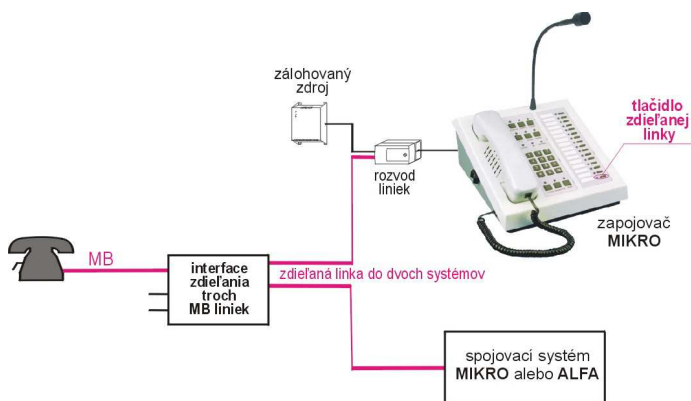 zálohovaný
zdroj
rozvod
liniek
tlačidlo
zdieľanej
linky
zapojovač
MIKRO
MB
interface
zdieľania
troch
MB liniek
zdieľaná linka do dvoch systémov
spojovací systém
MIKRO alebo ALFA